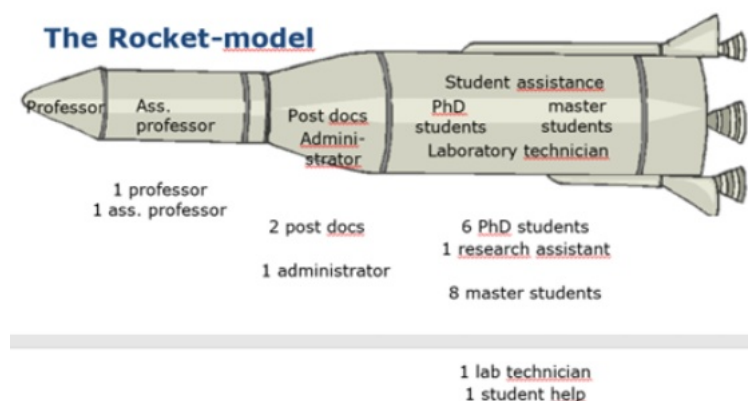 The Rocket-model
Professor
Ass.
professor
Post docs
Admini-
strator
Student assistance
PhD
students
master
students
Laboratory technician
1 professor
1 ass. professor
2 post docs
1 administrator
6 PhD students
1 research assistant
8 master students
1 lab technician
1 student help